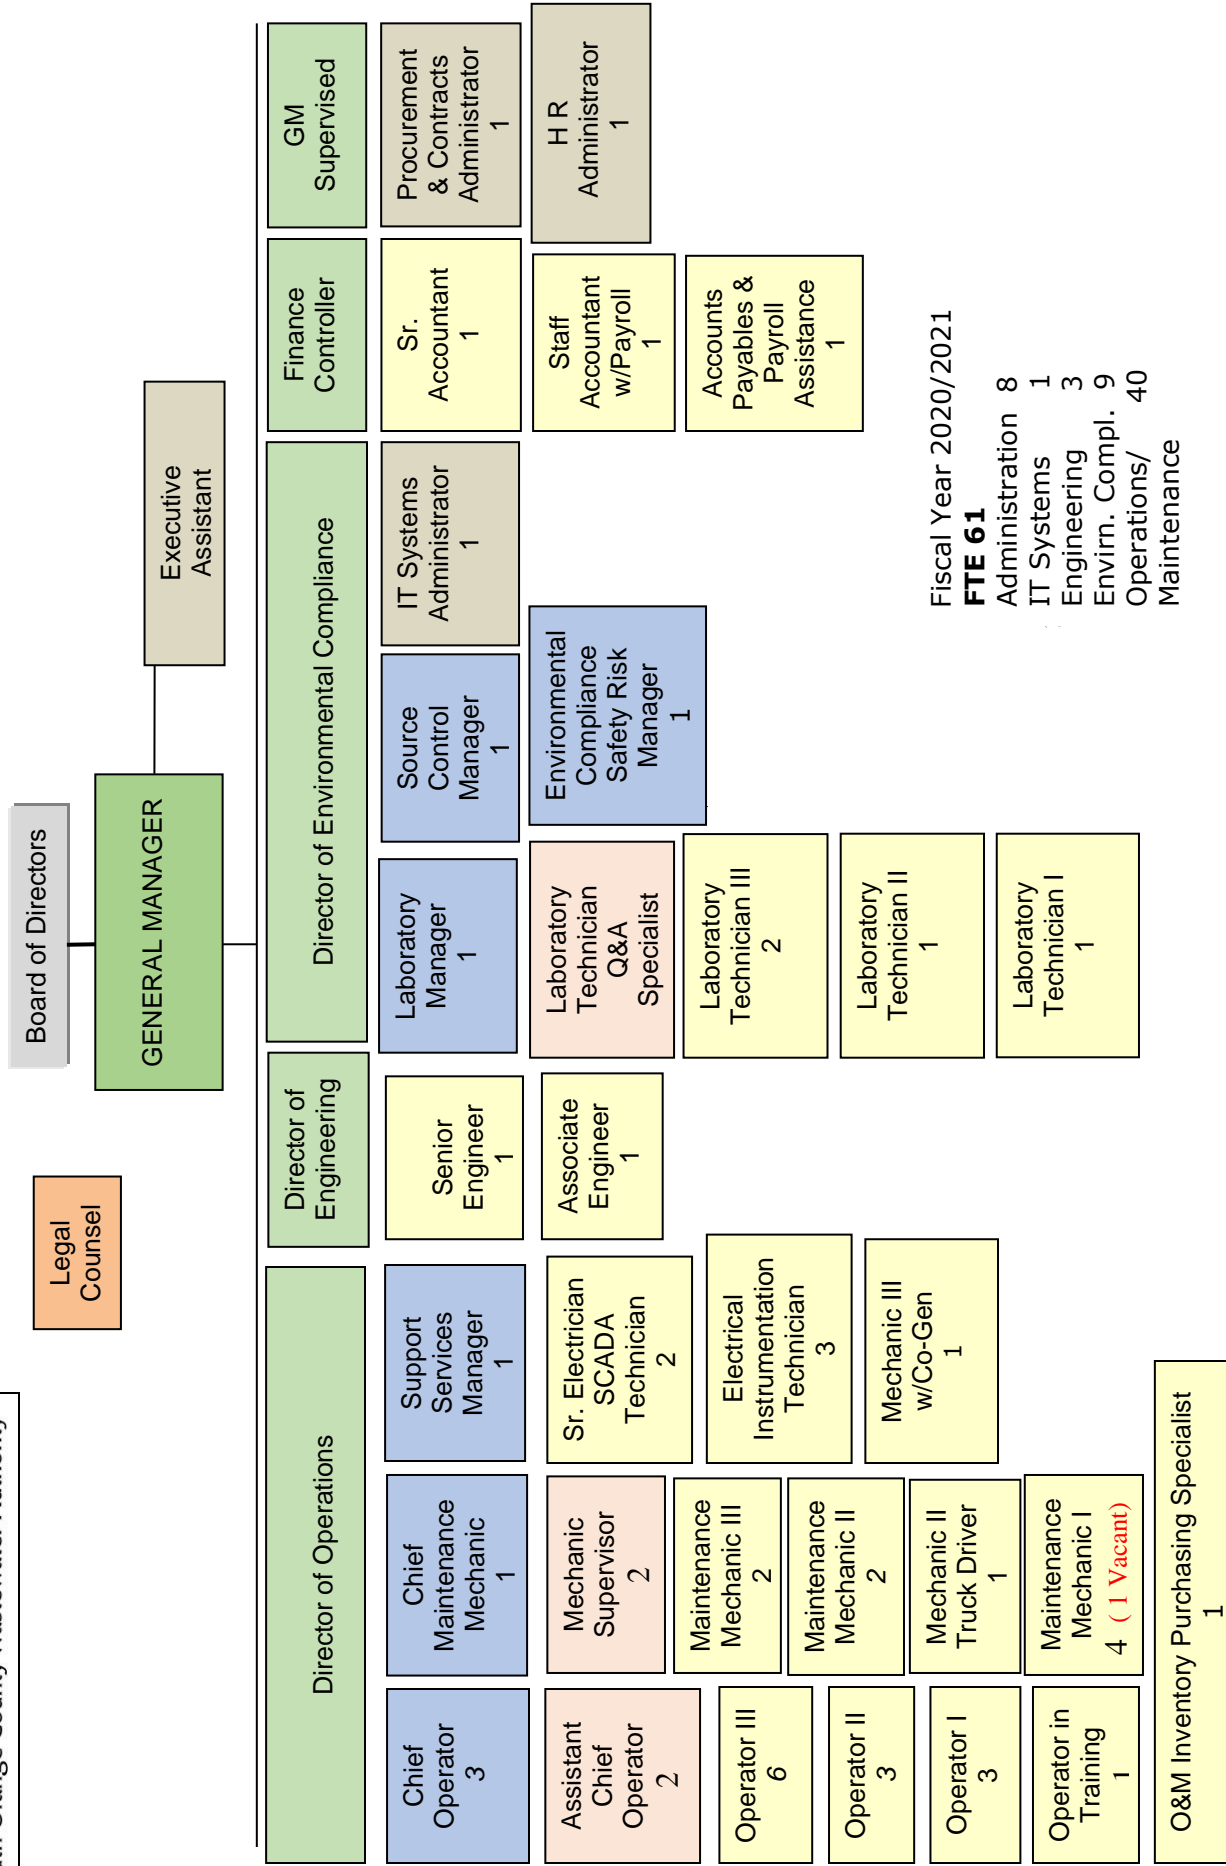 Orange County Wastewater Authority
Board of Directors
Legal
Counsel
GENERAL MANAGER
Executive
Assistant
Director of Operations
Director of
Engineering
Director of Environmental Compliance
Finance
Controller
GM
Supervised
Chief
Operator
3
Chief
Maintenance
Mechanic
1
Support
Services
Manager
1
Senior
Engineer
1
Laboratory
Manager
1
Source
Control
Manager
1
IT Systems
Administrator
1
Sr.
Accountant
1
Procurement
& Contracts
Administrator
1
Assistant
Chief
Operator
2
Mechanic
Supervisor
2
Sr. Electrician
SCADA
Technician
2
Associate
Engineer
1
Laboratory
Technician
Q&A
Specialist
Environmental
Compliance
Safety Risk
Manager
1
Staff
Accountant
w/Payroll
1
H R
Administrator
1
Operator III
6
Maintenance
Mechanic III
2
Electrical
Instrumentation
Technician
3
Laboratory
Technician III
2
Accounts
Payables &
Payroll
Assistance
1
Operator II
3
Maintenance
Mechanic II
2
Mechanic III
w/Co-Gen
1
Laboratory
Technician II
1
Operator I
3
Mechanic II
Truck Driver
1
Laboratory
Technician I
1
Operator in
Training
1
Maintenance
Mechanic I
4 ( 1 Vacant)
O&M Inventory Purchasing Specialist
1
Fiscal Year 2020/2021
FTE 61
Administration 8
IT Systems 1
Engineering 3
Envirn. Compl. 9
Operations/ 40
Maintenance